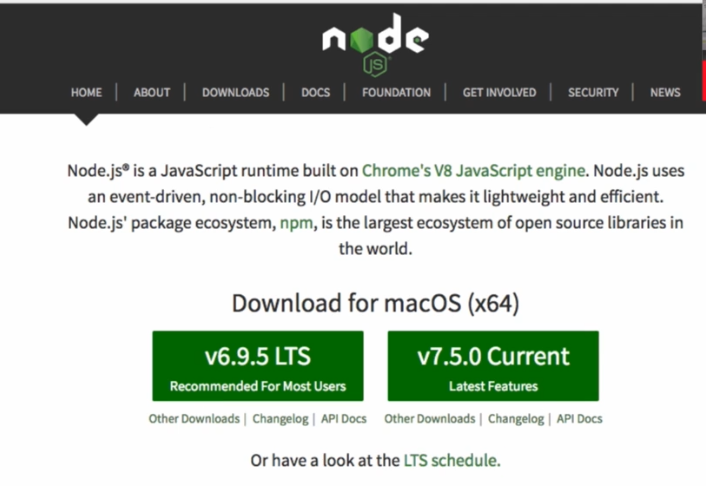 node
JS
HOME | ABOUT | DOWNLOADS | DOCS | FOUNDATION | GET INVOLVED | SECURITY | NEWS
Node.js® is a JavaScript runtime built on Chrome's V8 JavaScript engine. Node.js uses
an event-driven, non-blocking I/O model that makes it lightweight and efficient.
Node.js' package ecosystem, npm, is the largest ecosystem of open source libraries in
the world.
Download for macOS (x64)
v6.9.5 LTS
Recommended For Most Users
v7.5.0 Current
Latest Features
Other Downloads | Changelog | API Docs
Other Downloads | Changelog | API Docs
Or have a look at the LTS schedule.